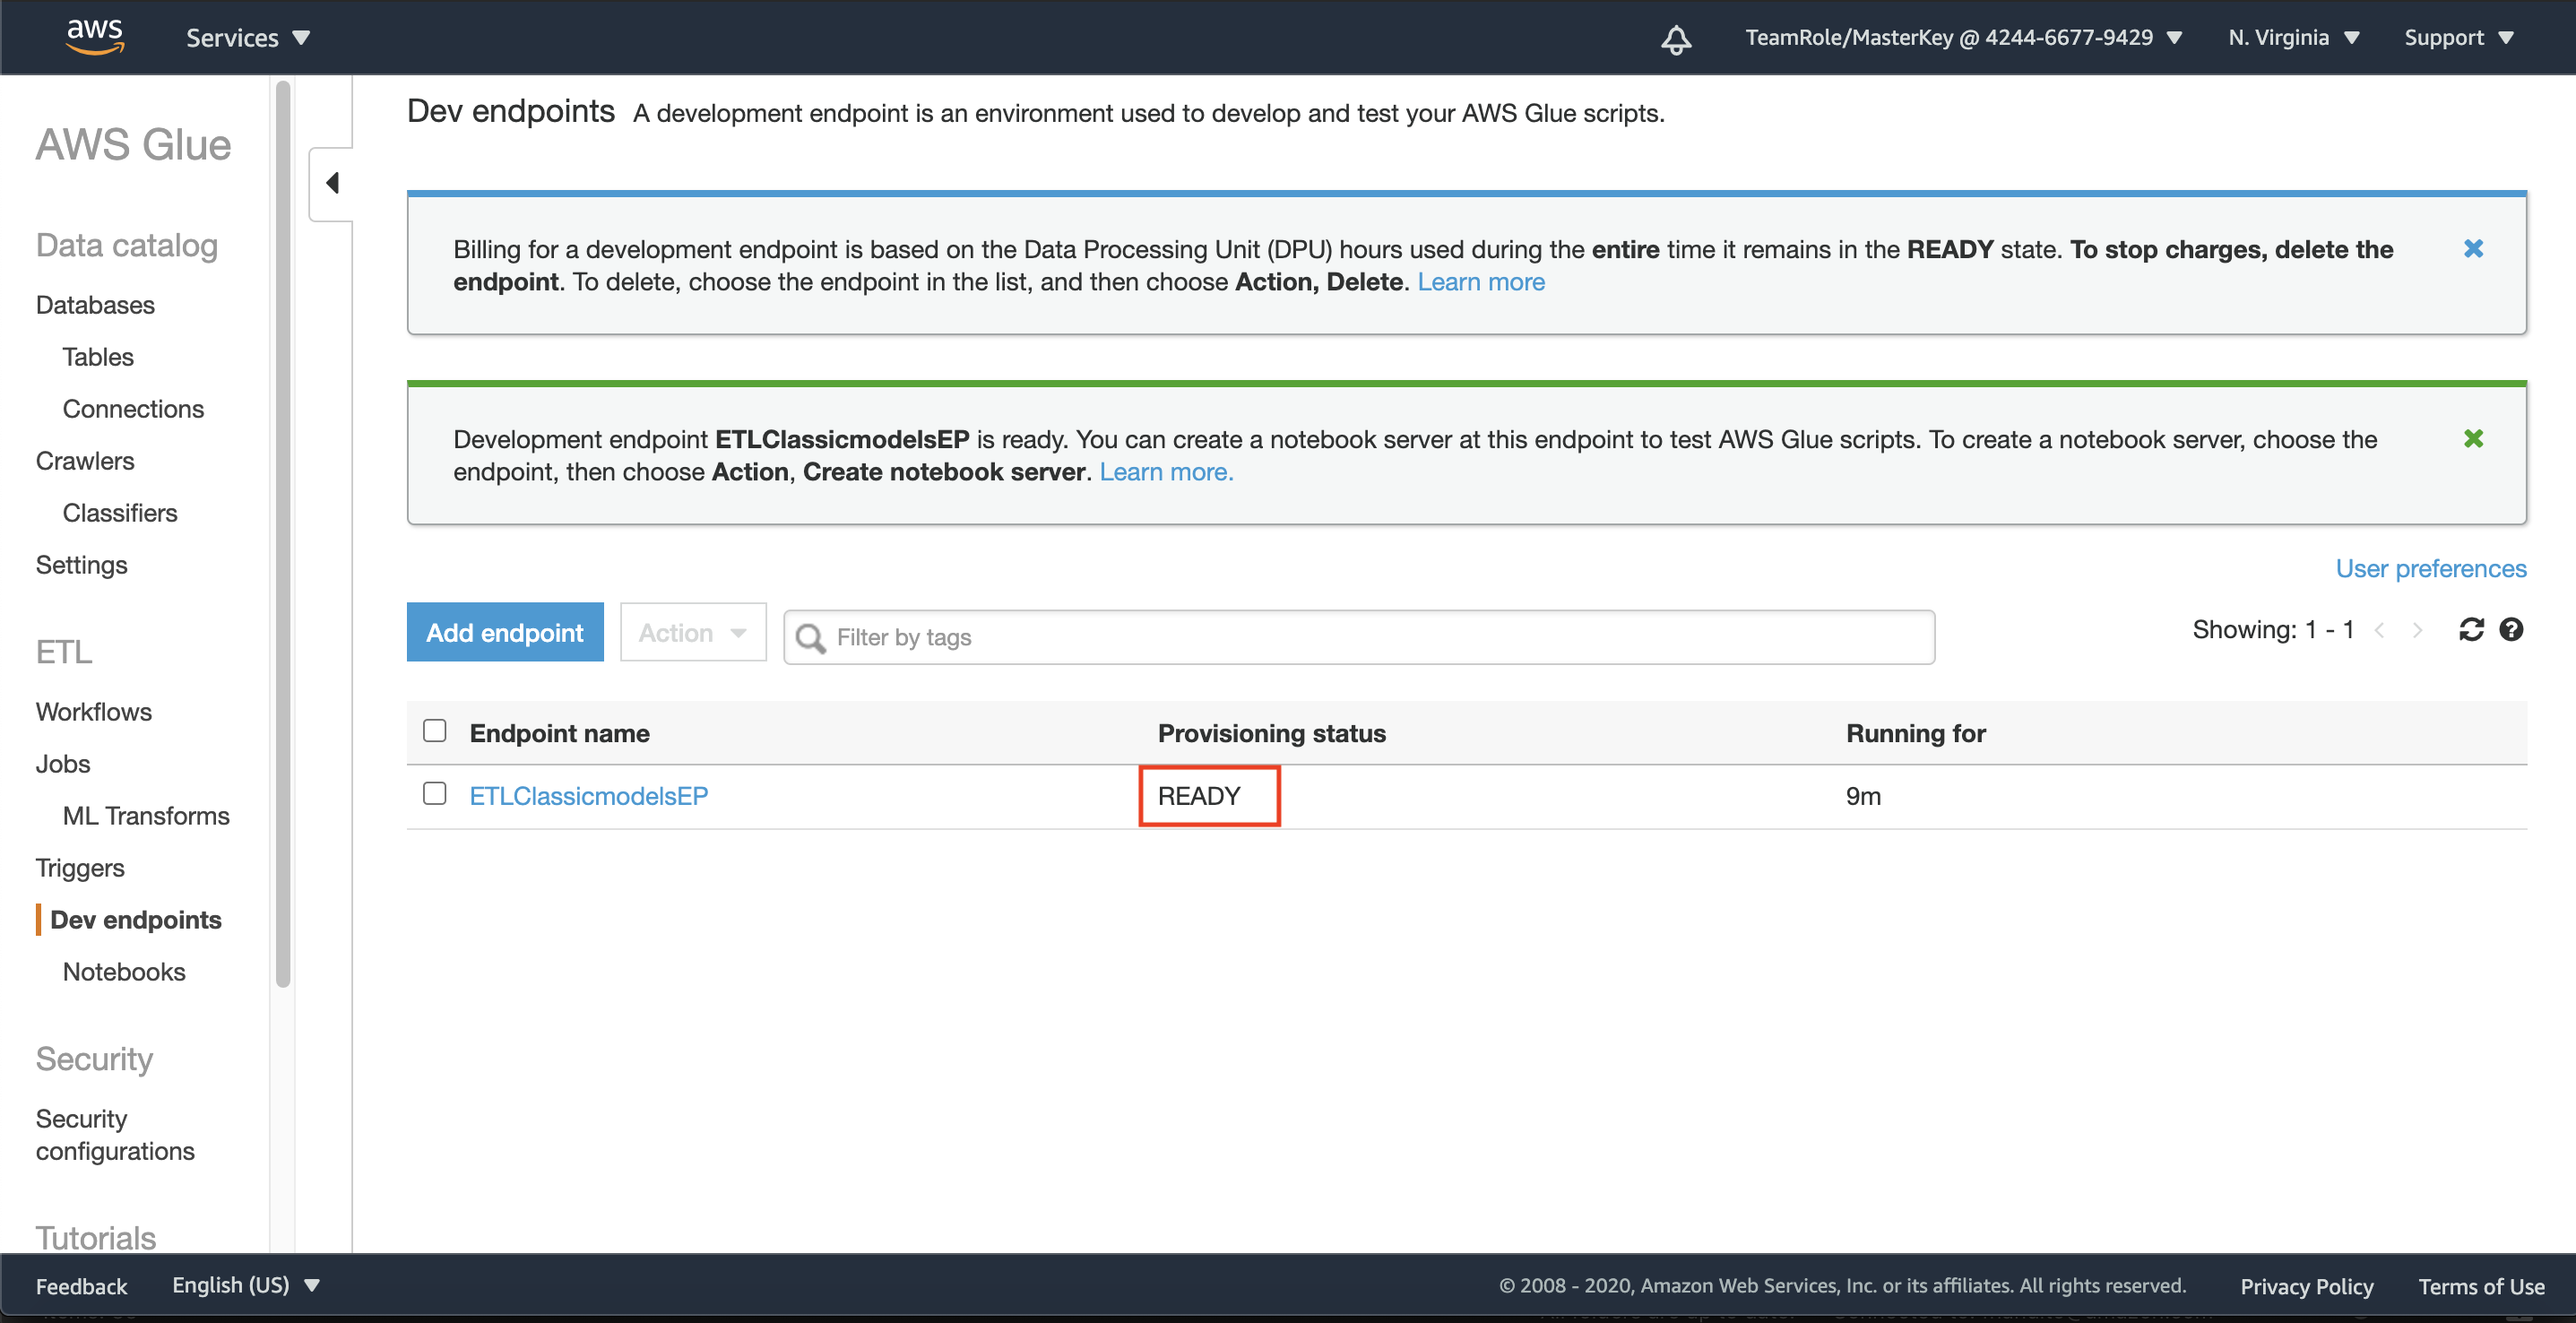 aws
Services
TeamRole/MasterKey @ 4244-6677-9429
N. Virginia
Support
AWS Glue
Data catalog
Databases
Tables
Connections
Crawlers
Classifiers
Settings
ETL
Workflows
Jobs
ML Transforms
Triggers
Dev endpoints
Notebooks
Security
Security
configurations
Tutorials
Dev endpoints A development endpoint is an environment used to develop and test your AWS Glue scripts.
Billing for a development endpoint is based on the Data Processing Unit (DPU) hours used during the entire time it remains in the READY state. To stop charges, delete the
endpoint. To delete, choose the endpoint in the list, and then choose Action, Delete. Learn more
Development endpoint ETLClassicmodelsEP is ready. You can create a notebook server at this endpoint to test AWS Glue scripts. To create a notebook server, choose the
endpoint, then choose Action, Create notebook server. Learn more.
User preferences
Add endpoint
Action
Filter by tags
Showing: 1 - 1
Endpoint name
Provisioning status
Running for
ETLClassicmodelsEP
READY
9m
Feedback
English (US)
© 2008 - 2020, Amazon Web Services, Inc. or its affiliates. All rights reserved.
Privacy Policy
Terms of Use